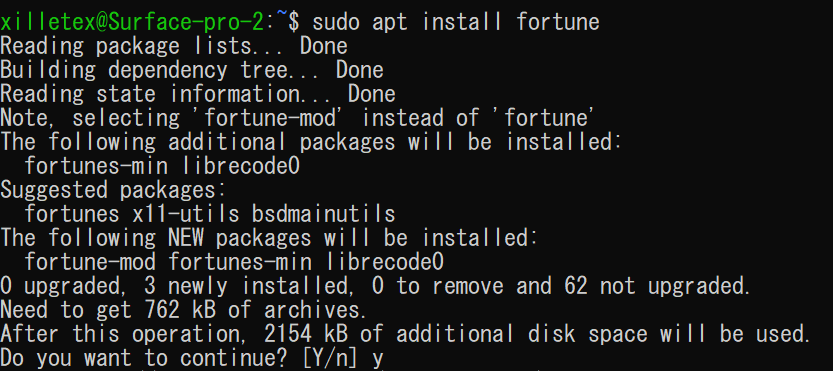 xilletex@Surface-pro-2:~$ sudo apt install fortune
Reading package lists... Done
Building dependency tree... Done
Reading state information... Done
Note, selecting 'fortune-mod' instead of 'fortune'
The following additional packages will be installed:
  fortunes-min librecode0
Suggested packages:
  fortunes x11-utils bsdmainutils
The following NEW packages will be installed:
  fortune-mod fortunes-min librecode0
0 upgraded, 3 newly installed, 0 to remove and 62 not upgraded.
Need to get 762 kB of archives.
After this operation, 2154 kB of additional disk space will be used.
Do you want to continue? [Y/n] y